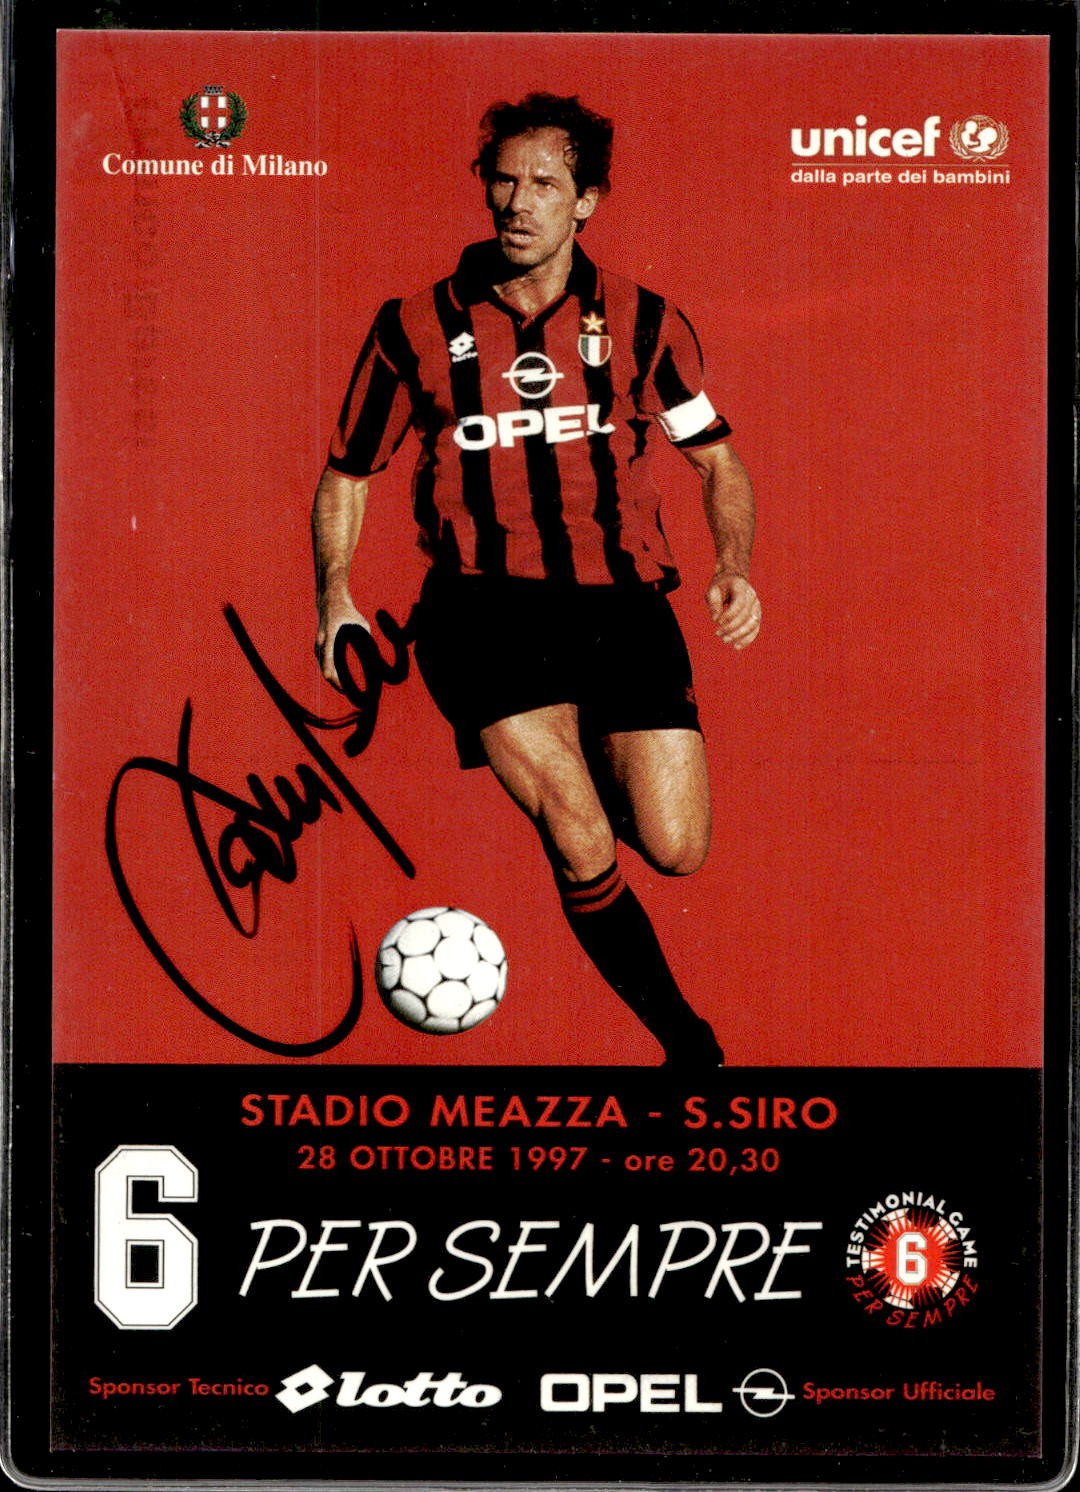 Comune di Milano
unicef
dalla parte dei bambini
lotto
OPEL
STADIO MEAZZA - S.SIRO
28 OTTOBRE 1997 - ore 20,30
6 PER SEMPRE
TESTIMONIAL GAME
6
PER SEMPRE
Sponsor Tecnico lotto OPEL Sponsor Ufficiale